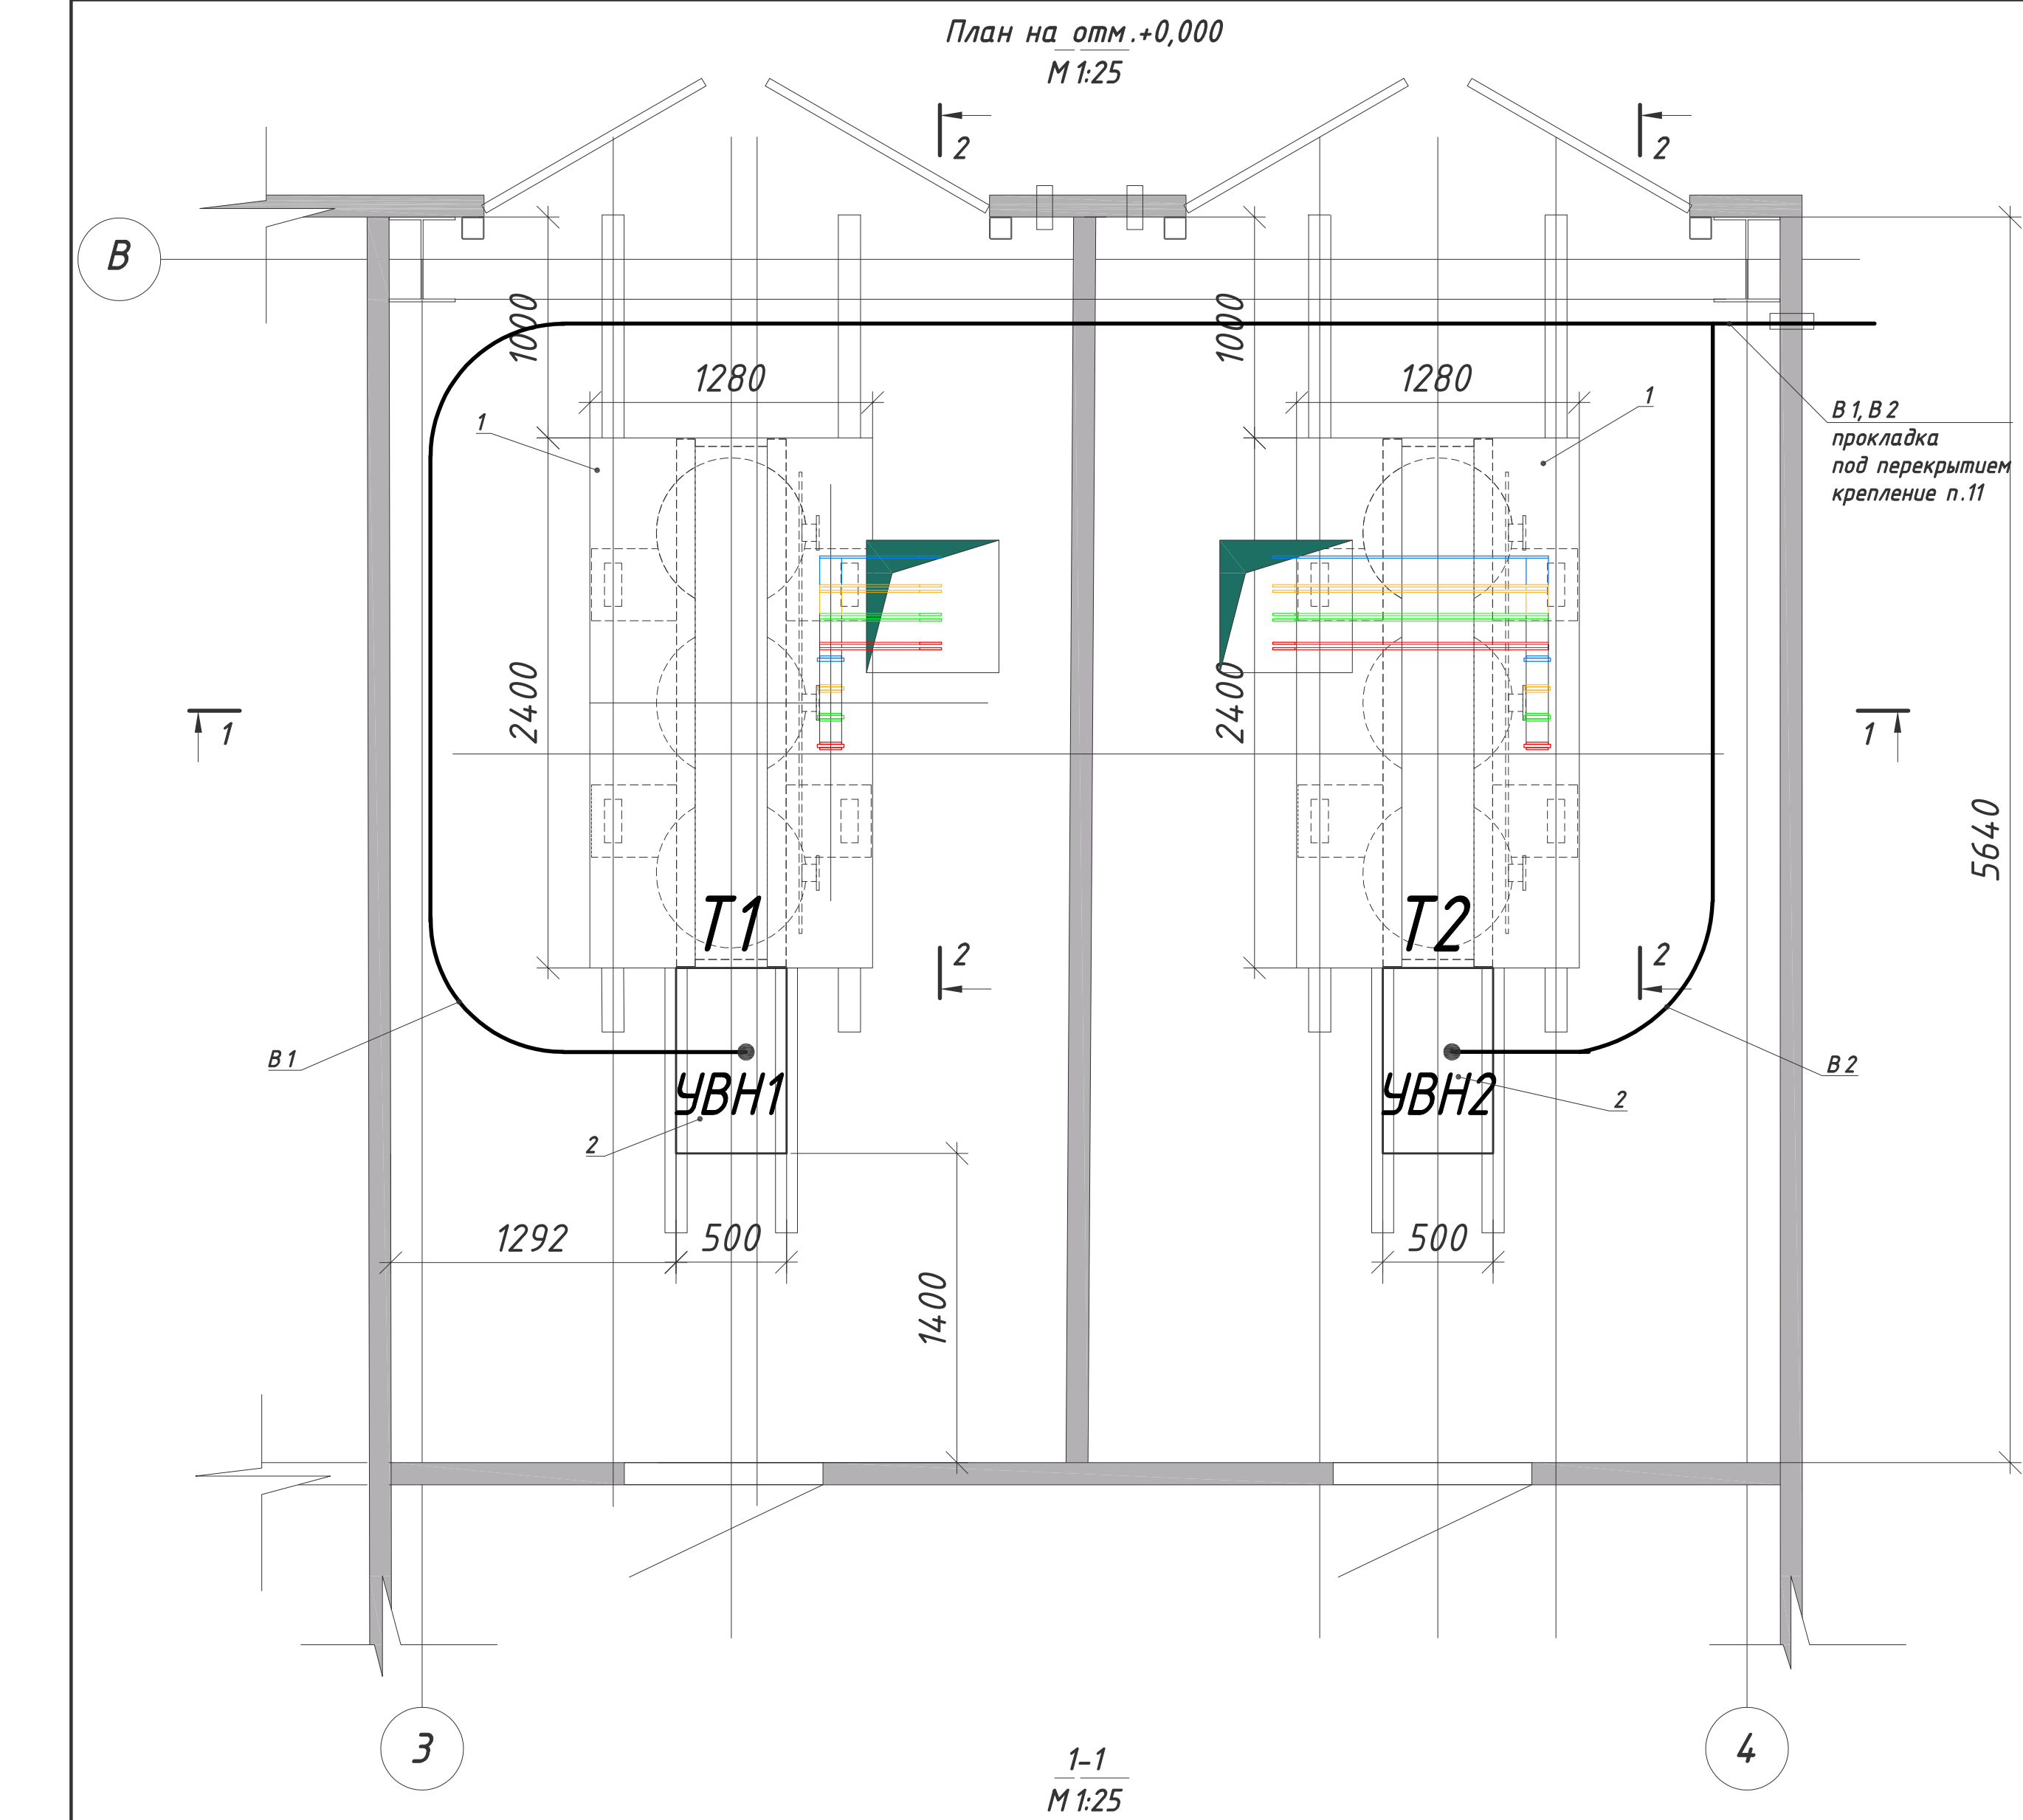 План на отм.+0,000
М 1:25
2
2
В
1000
1000
1280
1280
1
1
В 1, В 2
прокладка
под перекрытием
крепление п.11
2400
2400
1
1
5640
Т1
Т2
2
2
В 1
В 2
УВН1
УВН2
2
2
1292
500
500
1400
3
4
1-1
М 1:25